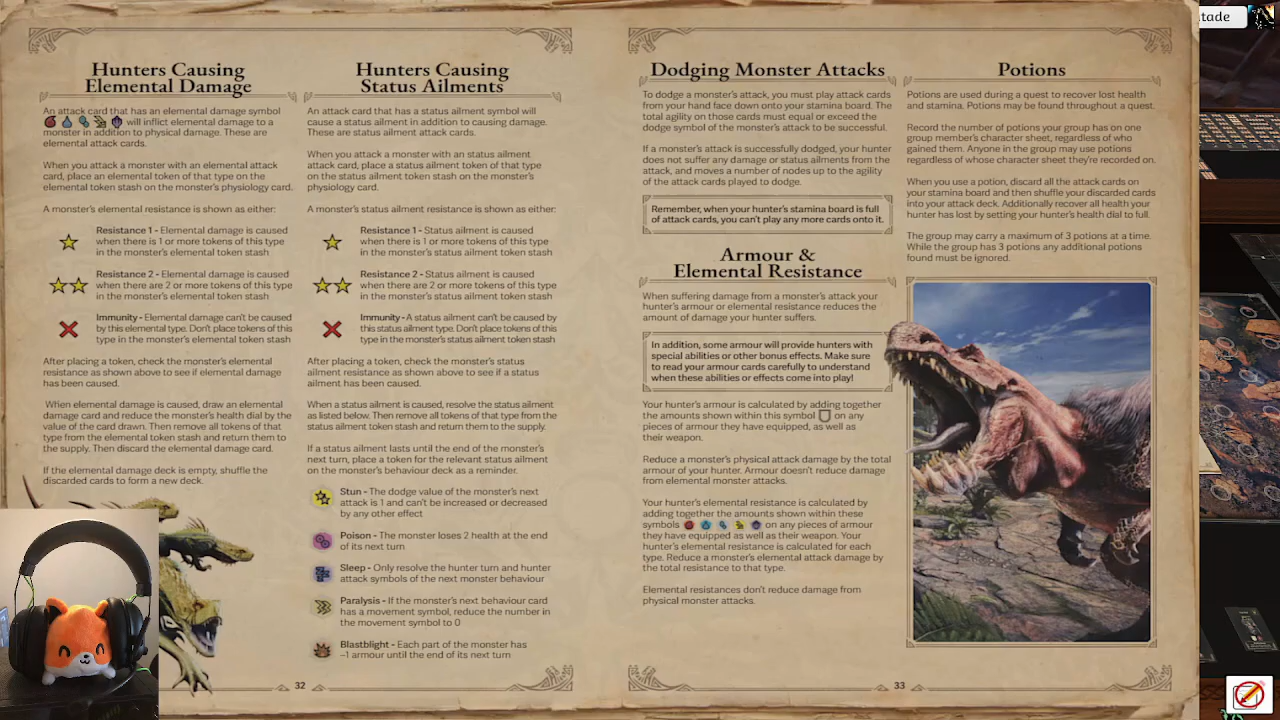 Hunters Causing
Elemental Damage
An attack card that has an elemental damage symbol
will inflict elemental damage to a
monster in addition to physical damage. These are
elemental attack cards.
When you attack a monster with an elemental attack
card, place an elemental token of that type on the
elemental token stash on the monster's physiology card.
A monster's elemental resistance is shown as either:
Resistance 1 - Elemental damage is caused
when there is 1 or more tokens of this type
in the monster's elemental token stash
Resistance 2 - Elemental damage is caused
when there are 2 or more tokens of this type
in the monster's elemental token stash
Immunity - Elemental damage can't be caused
by this elemental type. Don't place tokens of this
type in the monster's elemental token stash
After placing a token, check the monster's elemental
resistance as shown above to see if elemental damage
has been caused.
When elemental damage is caused, draw an elemental
damage card and reduce the monster's health dial by the
value of the card drawn. Then remove all tokens of that
type from the elemental token stash and return them to
the supply. Then discard the elemental damage card.
If the elemental damage deck is empty, shuffle the
discarded cards to form a new deck.
Hunters Causing
Status Ailments
An attack card that has a status ailment symbol will
cause a status ailment in addition to causing damage.
These are status ailment attack cards.
When you attack a monster with an status ailment
attack card, place a status ailment token of that type
on the status ailment token stash on the monster's
physiology card.
A monster's status ailment resistance is shown as either:
Resistance 1 - Status ailment is caused
when there is 1 or more tokens of this type
in the monster's status ailment token stash
Resistance 2 - Status ailment is caused
when there are 2 or more tokens of this type
in the monster's status ailment token stash
Immunity - A status ailment can't be caused by
this status ailment type. Don't place tokens of this
type in the monster's status ailment token stash
After placing a token, check the monster's status
ailment resistance as shown above to see if a status
ailment has been caused.
When a status ailment is caused, resolve the status ailment
as listed below. Then remove all tokens of that type from the
status ailment token stash and return them to the supply.
If a status ailment lasts until the end of the monster's
next turn, place a token for the relevant status ailment
on the monster's behaviour deck as a reminder.
Stun - The dodge value of the monster's next
attack is 1 and can't be increased or decreased
by any other effect
Poison - The monster loses 2 health at the end
of its next turn
Sleep - Only resolve the hunter turn and hunter
attack symbols of the next monster behaviour
Paralysis - If the monster's next behaviour card
has a movement symbol, reduce the number in
the movement symbol to 0
Blastblight - Each part of the monster has
-1 armour until the end of its next turn
32
Dodging Monster Attacks
To dodge a monster's attack, you must play attack cards
from your hand face down onto your stamina board. The
total agility on those cards must equal or exceed the
dodge symbol of the monster's attack to be successful.
If a monster's attack is successfully dodged, your hunter
does not suffer any damage or status ailments from the
attack, and moves a number of nodes up to the agility
of the attack cards played to dodge.
Remember, when your hunter's stamina board is full
of attack cards, you can't play any more cards onto it.
Armour &
Elemental Resistance
When suffering damage from a monster's attack your
hunter's armour or elemental resistance reduces the
amount of damage your hunter suffers.
In addition, some armour will provide hunters with
special abilities or other bonus effects. Make sure
to read your armour cards carefully to understand
when these abilities or effects come into play!
Your hunter's armour is calculated by adding together
the amounts shown within this symbol on any
pieces of armour they have equipped, as well as
their weapon.
Reduce a monster's physical attack damage by the total
armour of your hunter. Armour doesn't reduce damage
from elemental monster attacks.
Your hunter's elemental resistance is calculated by
adding together the amounts shown within these
symbols on any pieces of armour
they have equipped as well as their weapon. Your
hunter's elemental resistance is calculated for each
type. Reduce a monster's elemental attack damage by
the total resistance to that type.
Elemental resistances don't reduce damage from
physical monster attacks.
Potions
Potions are used during a quest to recover lost health
and stamina. Potions may be found throughout a quest.
Record the number of potions your group has on one
group member's character sheet, regardless of who
gained them. Anyone in the group may use potions
regardless of whose character sheet they're recorded on.
When you use a potion, discard all the attack cards on
your stamina board and then shuffle your discarded cards
into your attack deck. Additionally recover all health your
hunter has lost by setting your hunter's health dial to full.
The group may carry a maximum of 3 potions at a time.
While the group has 3 potions any additional potions
found must be ignored.
33
tade